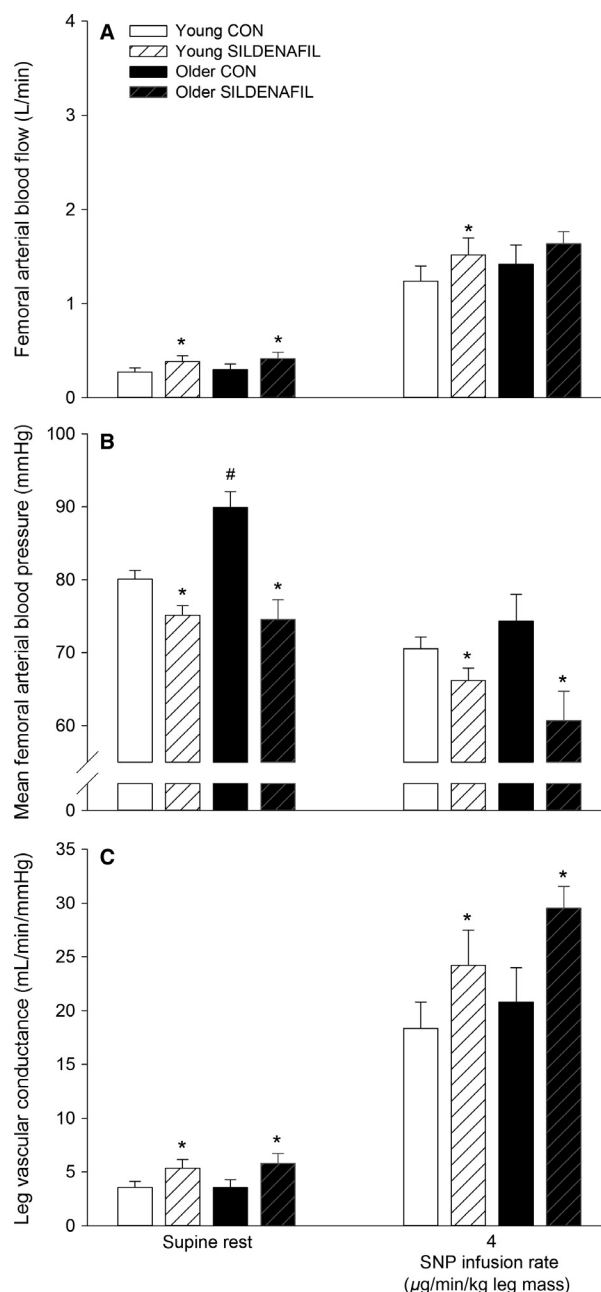 A
Young CON
Young SILDENAFIL
Older CON
Older SILDENAFIL
Femoral arterial blood flow (L/min)
4
3
2
1
0
*
*
*
B
Mean femoral arterial blood pressure (mmHg)
100
90
80
70
60
0
*
#
*
*
*
C
Leg vascular conductance (mL/min/mmHg)
35
30
25
20
15
10
5
0
*
*
*
*
Supine rest
4
SNP infusion rate
(µg/min/kg leg mass)